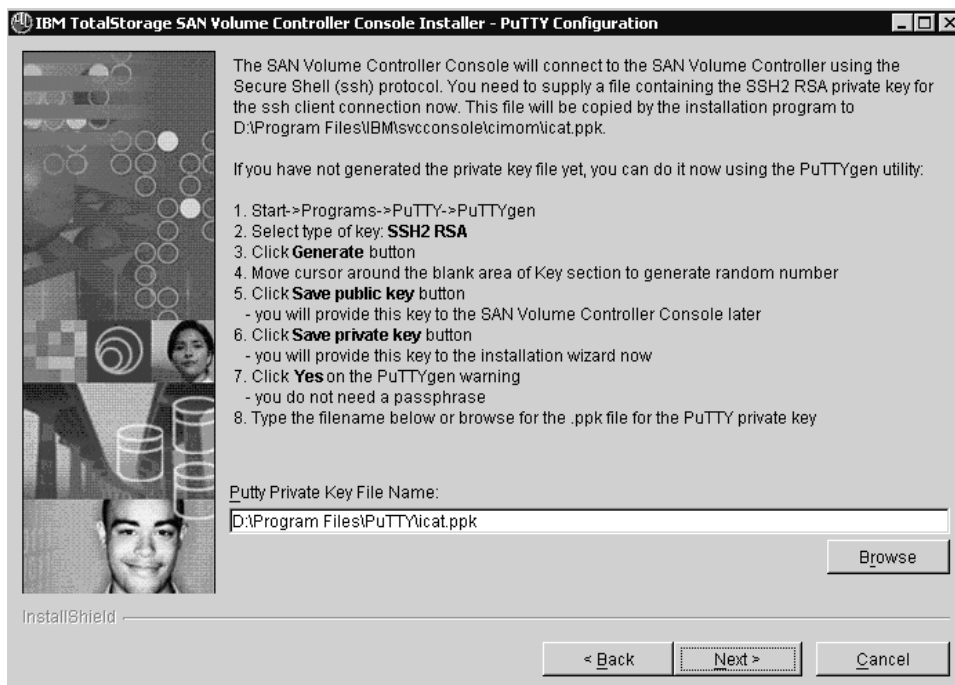 IBM TotalStorage SAN Volume Controller Console Installer - PuTTY Configuration
The SAN Volume Controller Console will connect to the SAN Volume Controller using the
Secure Shell (ssh) protocol. You need to supply a file containing the SSH2 RSA private key for
the ssh client connection now. This file will be copied by the installation program to
D:\Program Files\IBM\svcconsole\cimom\icat.ppk.
If you have not generated the private key file yet, you can do it now using the PuTTYgen utility:
1. Start->Programs->PuTTY->PuTTYgen
2. Select type of key: SSH2 RSA
3. Click Generate button
4. Move cursor around the blank area of Key section to generate random number
5. Click Save public key button
- you will provide this key to the SAN Volume Controller Console later
6. Click Save private key button
- you will provide this key to the installation wizard now
7. Click Yes on the PuTTYgen warning
- you do not need a passphrase
8. Type the filename below or browse for the .ppk file for the PuTTY private key
Putty Private Key File Name:
D:\Program Files\PuTTY\icat.ppk
Browse
InstallShield
< Back
Next >
Cancel